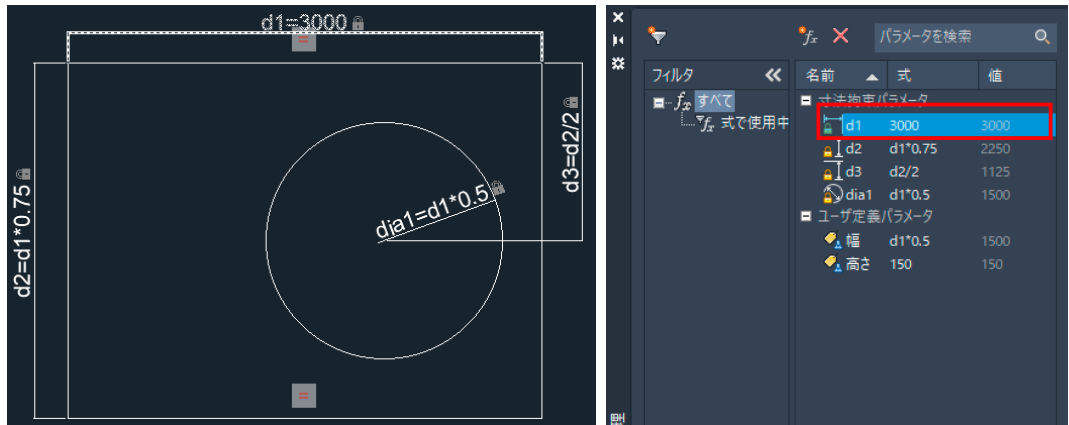 d1=3000
=
d2=d1*0.75
dia1=d1*0.5
d3=d2/2
=
fx パラメータを検索
フィルタ 名前 式 値
fx すべて
fx 式で使用中
寸法拘束パラメータ
d1 3000 3000
d2 d1*0.75 2250
d3 d2/2 1125
dia1 d1*0.5 1500
ユーザ定義パラメータ
幅 d1*0.5 1500
高さ 150 150